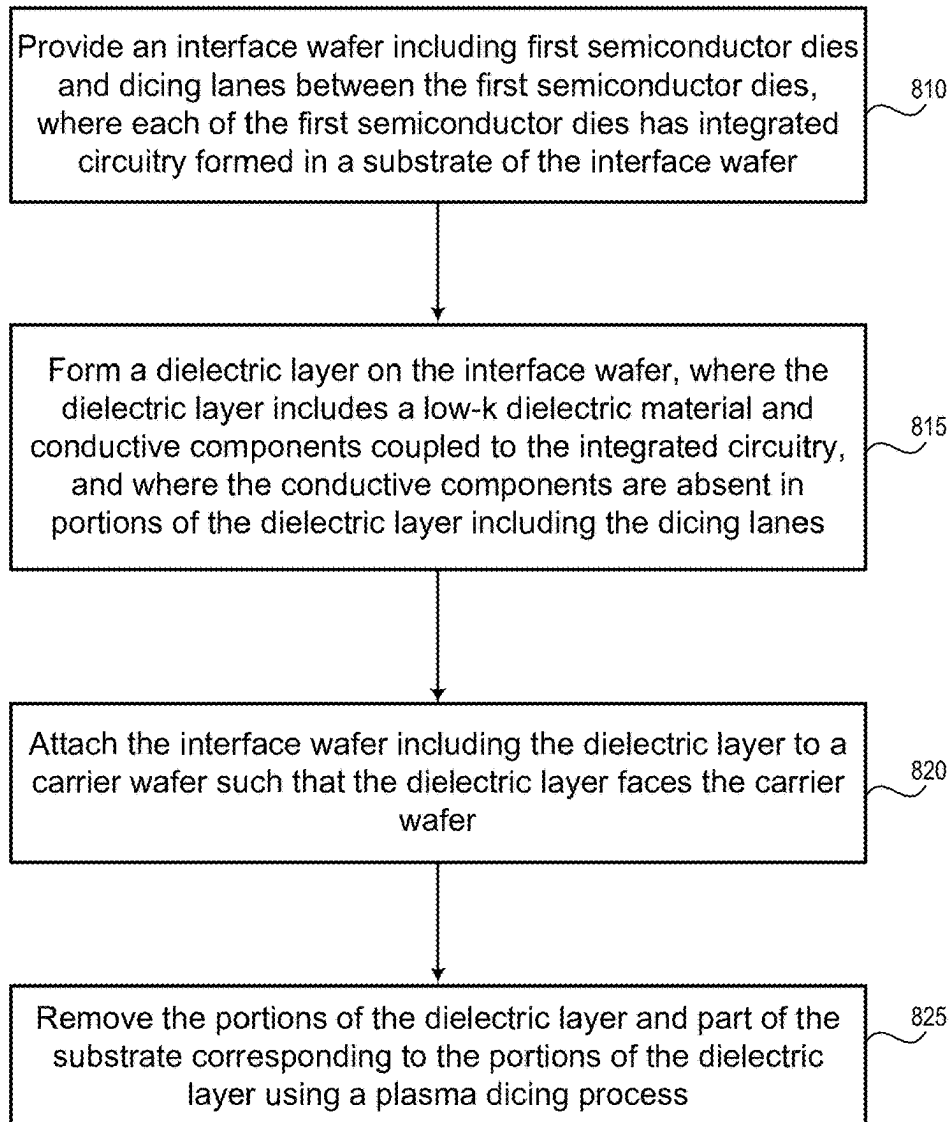 Provide an interface wafer including first semiconductor dies
and dicing lanes between the first semiconductor dies,
where each of the first semiconductor dies has integrated
circuitry formed in a substrate of the interface wafer
810
Form a dielectric layer on the interface wafer, where the
dielectric layer includes a low-k dielectric material and
conductive components coupled to the integrated circuitry,
and where the conductive components are absent in
portions of the dielectric layer including the dicing lanes
815
Attach the interface wafer including the dielectric layer to a
carrier wafer such that the dielectric layer faces the carrier
wafer
820
Remove the portions of the dielectric layer and part of the
substrate corresponding to the portions of the dielectric
layer using a plasma dicing process
825